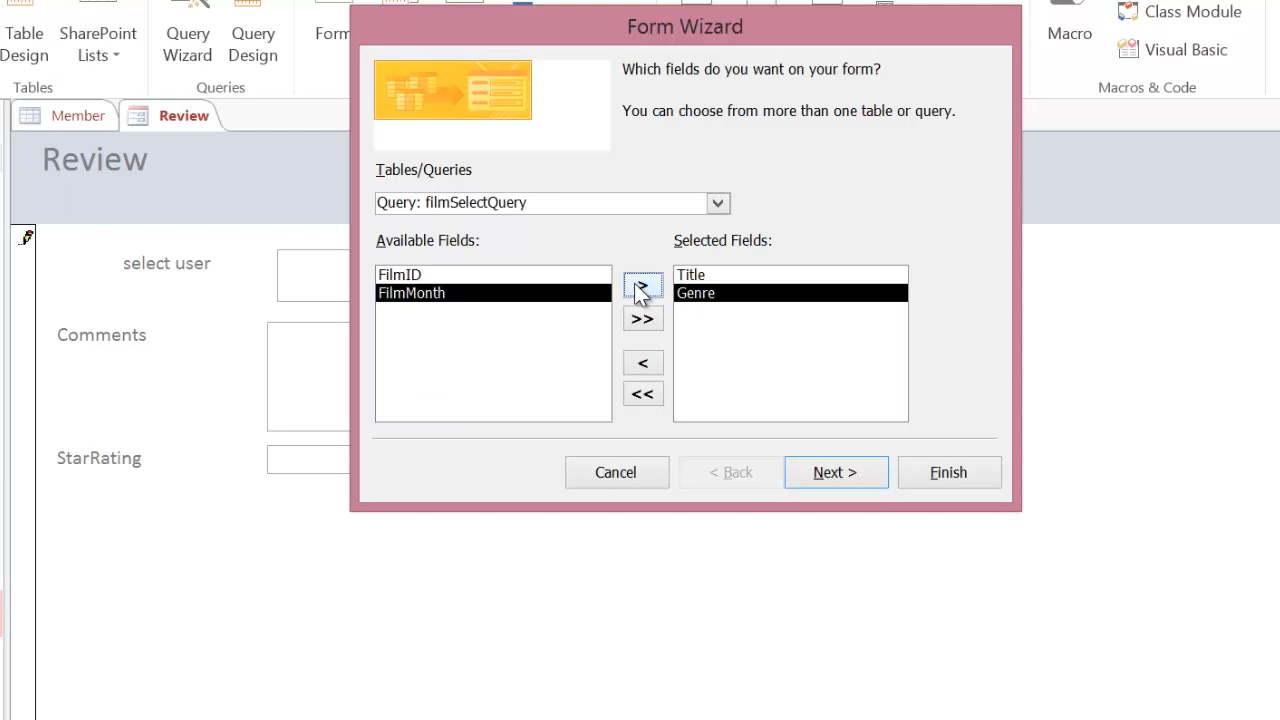 Table
Design
SharePoint
Lists
Query
Wizard
Query
Design
Form
Macro
Class Module
Visual Basic
Tables
Queries
Macros & Code
Member
Review
Review
select user
Comments
StarRating
Form Wizard
Which fields do you want on your form?
You can choose from more than one table or query.
Tables/Queries
Query: filmSelectQuery
Available Fields:
Selected Fields:
FilmID
FilmMonth
Title
Genre
>
>>
<
<<
Cancel
< Back
Next >
Finish